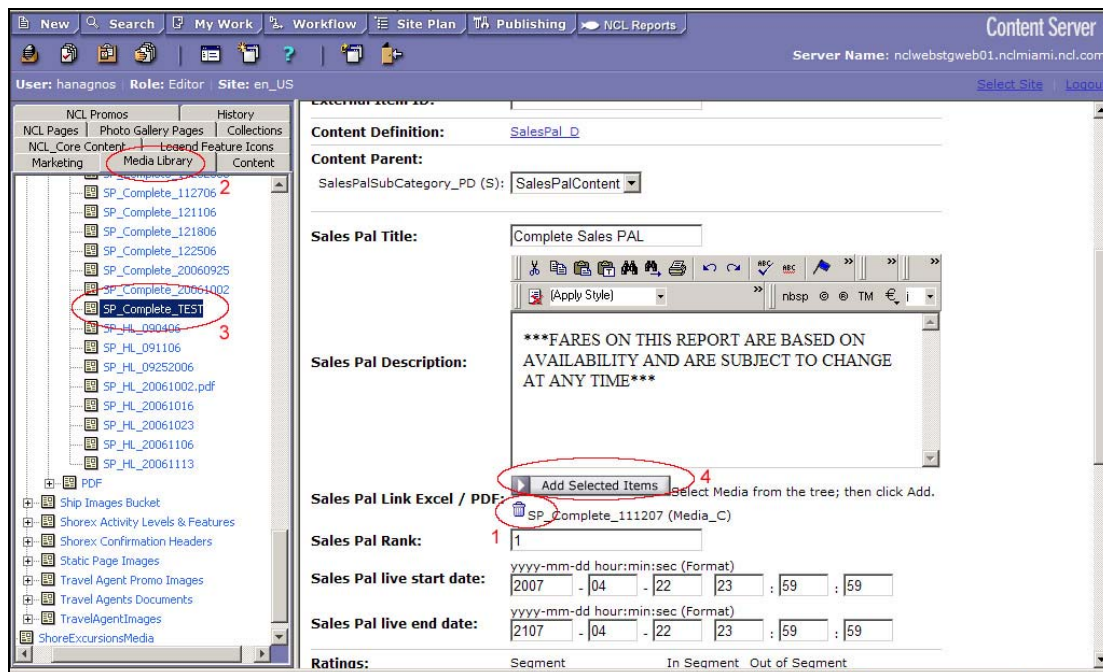 New Search My Work Workflow Site Plan Publishing NCL Reports
Content Server
Server Name: nclwebstgweb01.nclmiami.ncl.com
User: hanagnos Role: Editor Site: en_US
Select Site Logou
NCL Promos History
NCL Pages Photo Gallery Pages Collections
NCL_Core Content Legend Feature Icons
Marketing Media Library Content
2
SP_Complete_112706
SP_Complete_121106
SP_Complete_121806
SP_Complete_122506
SP_Complete_20060925
SP_Complete_20061002
SP_Complete_TEST
3
SP_HL_090406
SP_HL_091106
SP_HL_09252006
SP_HL_20061002.pdf
SP_HL_20061016
SP_HL_20061023
SP_HL_20061106
SP_HL_20061113
PDF
Ship Images Bucket
Shorex Activity Levels & Features
Shorex Confirmation Headers
Static Page Images
Travel Agent Promo Images
Travel Agents Documents
TravelAgentImages
ShoreExcursionsMedia
External Item ID:
Content Definition: SalesPal_D
Content Parent:
SalesPalSubCategory_PD (S): SalesPalContent
Sales Pal Title: Complete Sales PAL
ABC ABC
(Apply Style) nbsp © ® TM € i
Sales Pal Description:
***FARES ON THIS REPORT ARE BASED ON
AVAILABILITY AND ARE SUBJECT TO CHANGE
AT ANY TIME***
4
Sales Pal Link Excel / PDF: Add Selected Items Select Media from the tree; then click Add.
SP_Complete_111207 (Media_C)
1
Sales Pal Rank: 1
yyyy-mm-dd hour:min:sec (Format)
Sales Pal live start date: 2007 - 04 - 22 23 : 59 : 59
yyyy-mm-dd hour:min:sec (Format)
Sales Pal live end date: 2107 - 04 - 22 23 : 59 : 59
Ratings: Segment In Segment Out of Segment